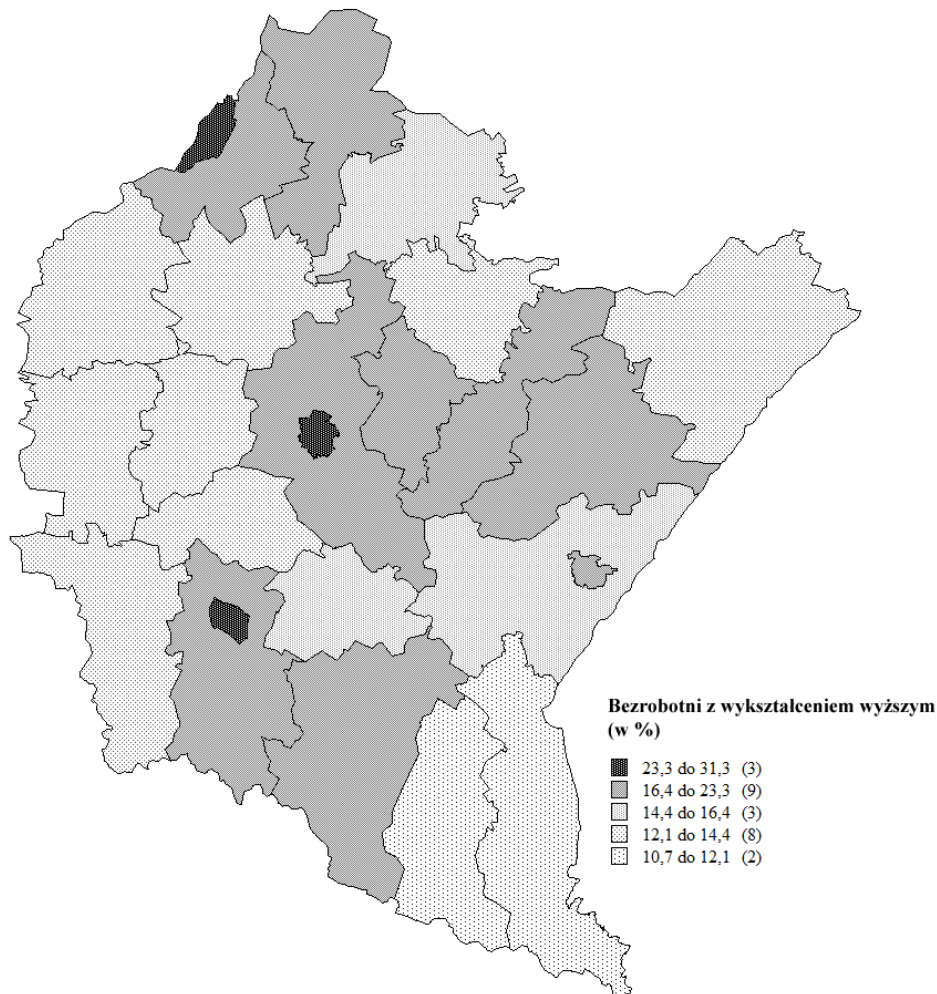 Bezrobotni z wykształceniem wyższym
(w %)
23,3 do 31,3 (3)
16,4 do 23,3 (9)
14,4 do 16,4 (3)
12,1 do 14,4 (8)
10,7 do 12,1 (2)